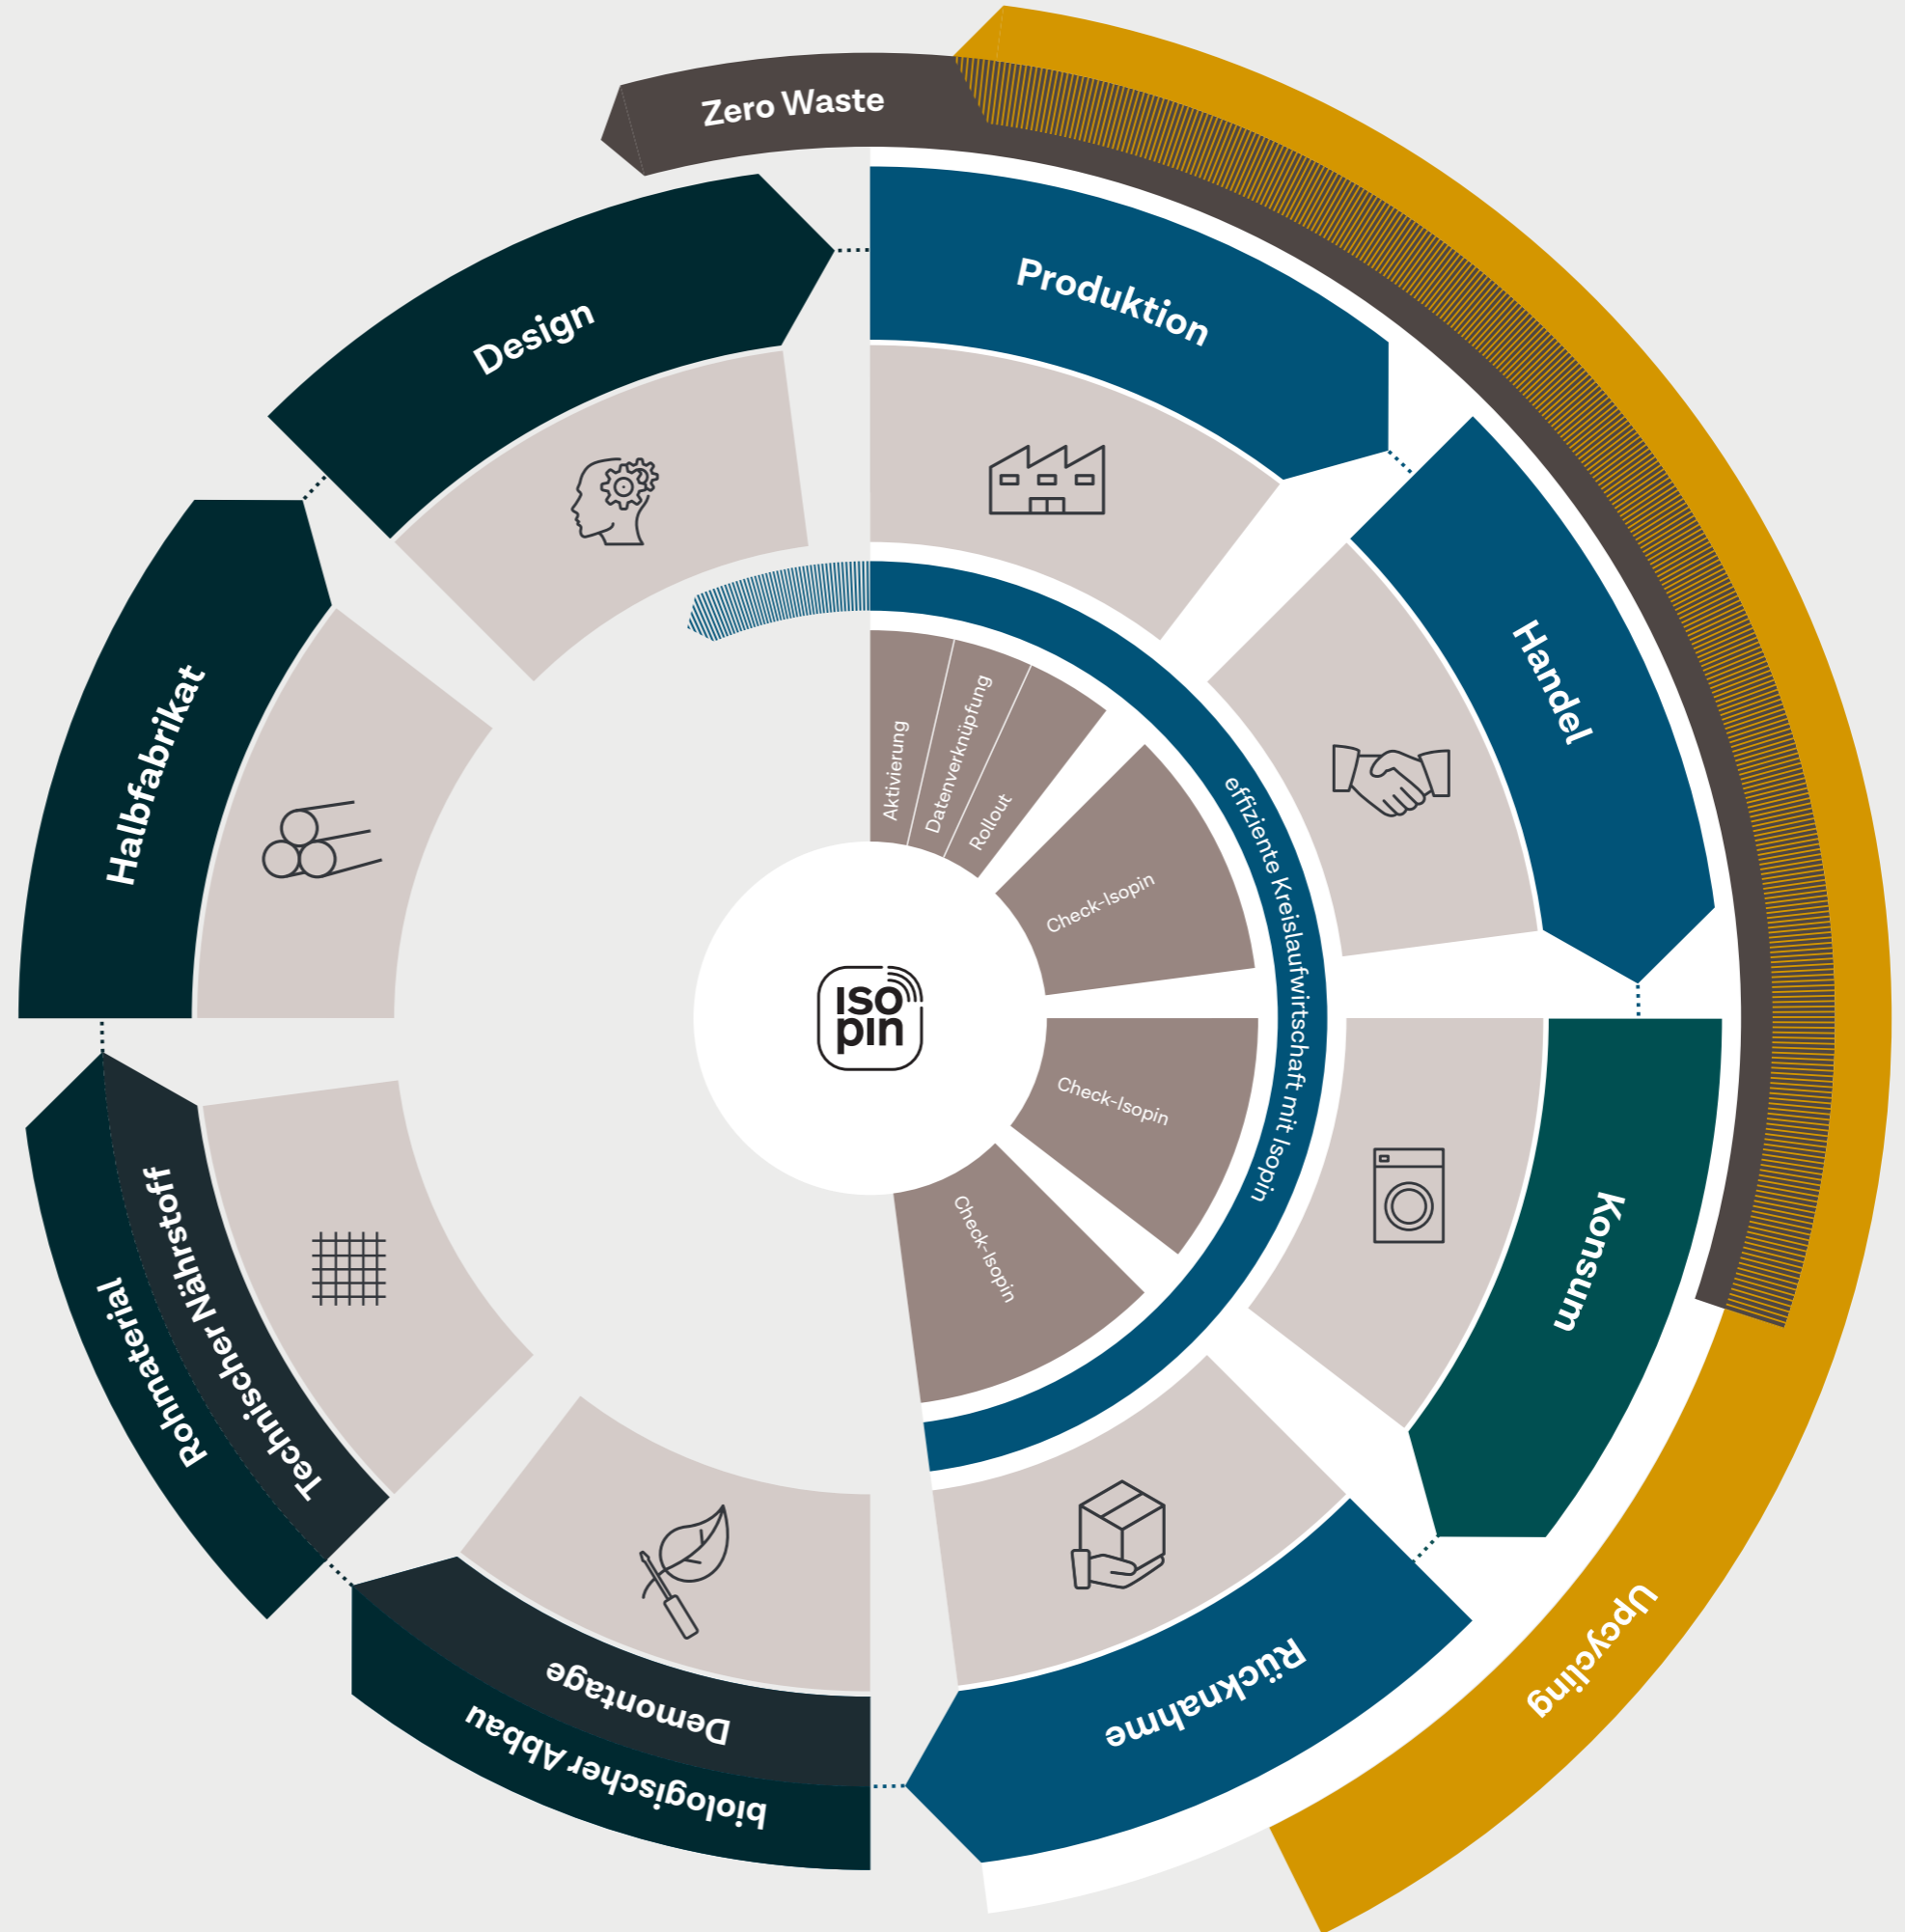 Zero Waste
Produktion
Handel
Konsum
Upcycling
Rücknahme
biologischer Abbau
Demontage
Rohmaterial
Technischer Nährstoff
Halbfabrikat
Design
effiziente Kreislaufwirtschaft mit Isopin
Aktivierung
Datenverknüpfung
Rollout
Check-Isopin
Check-Isopin
Check-Isopin
Iso
pin